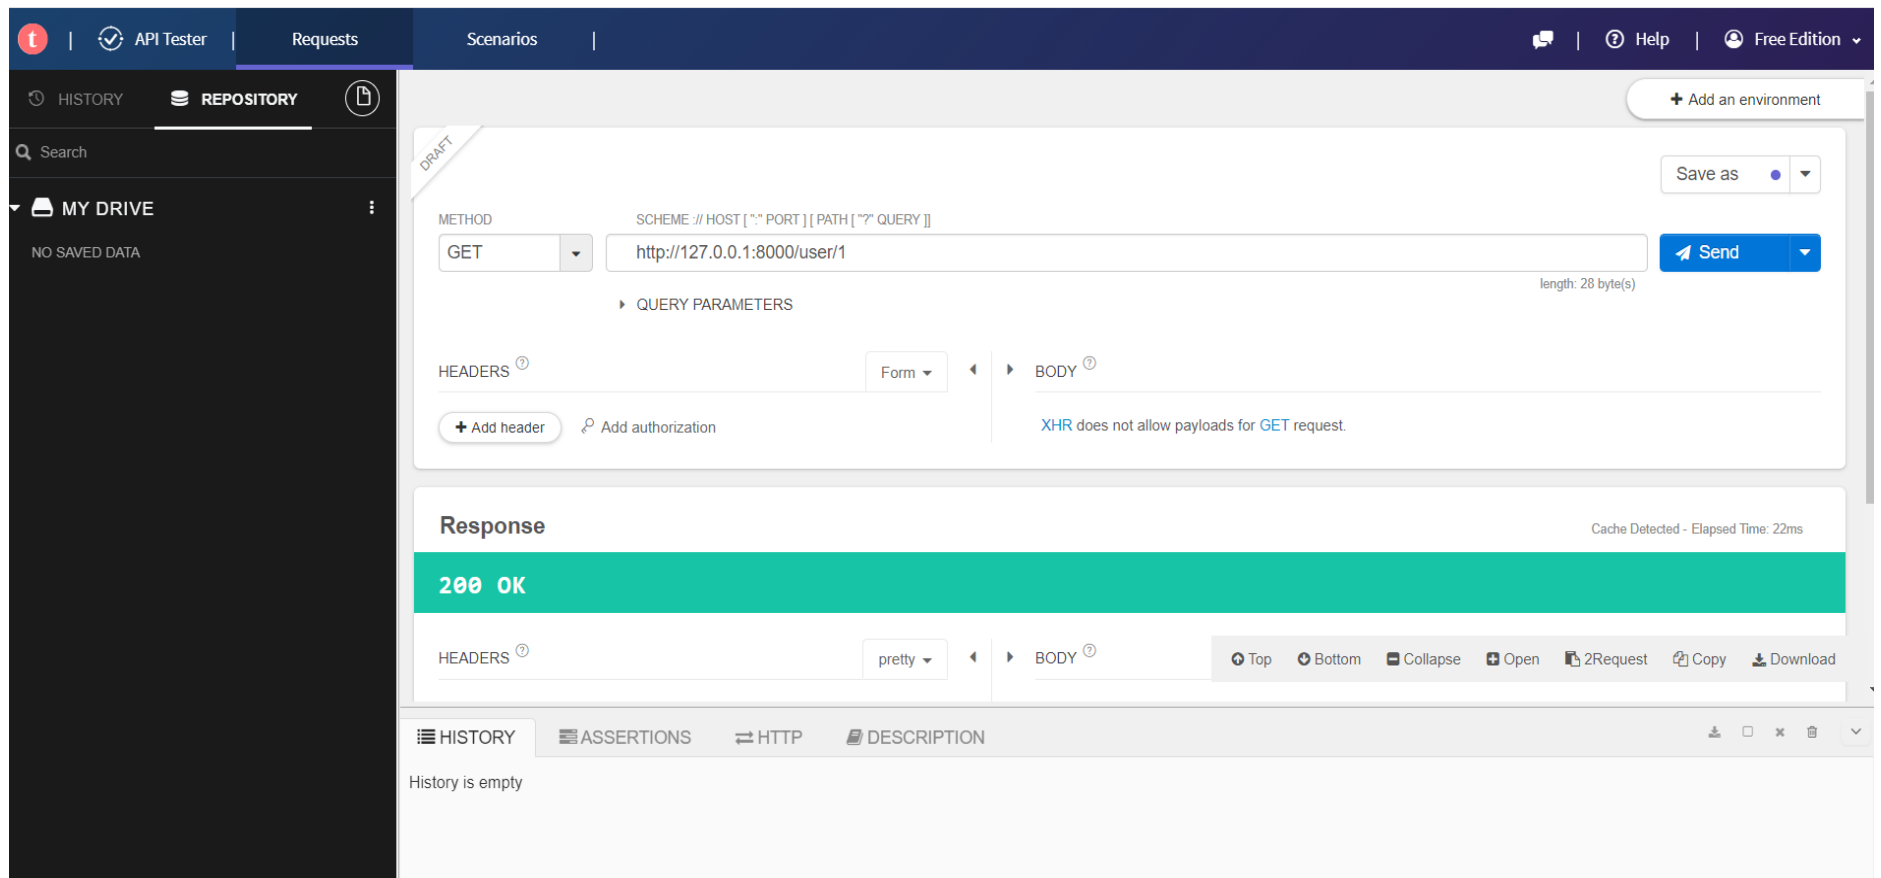 t | API Tester | Requests Scenarios | | Help | Free Edition
HISTORY REPOSITORY
+ Add an environment
Search
DRAFT
Save as
MY DRIVE
METHOD SCHEME :// HOST [ ":" PORT ] [ PATH [ "?" QUERY ]]
NO SAVED DATA
GET http://127.0.0.1:8000/user/1 Send
length: 28 byte(s)
QUERY PARAMETERS
HEADERS ? Form BODY ?
+ Add header Add authorization XHR does not allow payloads for GET request.
Response Cache Detected - Elapsed Time: 22ms
200 OK
HEADERS ? pretty BODY ? Top Bottom Collapse Open 2Request Copy Download
HISTORY ASSERTIONS HTTP DESCRIPTION
History is empty